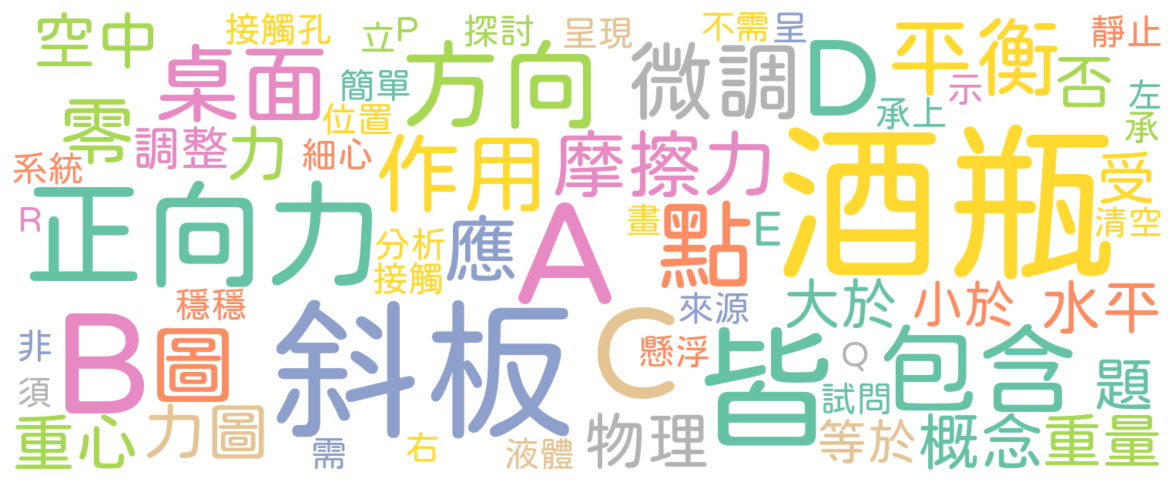 空中 接觸孔 立 P 探討 呈現 不需 呈 平衡 靜止
桌面 簡單 方向 微調 D 承上 示 否 左
零 調整 力 位置 細心 作用 摩擦力 酒瓶 受 承
系統 R 正向力 分析 接觸 應 A 畫 點 E 清空
穩穩 斜板 C 來源 懸浮 大於 小於 水平
非 須 B 圖 皆 Q 包含 題
重心 力圖 需 右 液體 物理 試問 等於 概念 重量